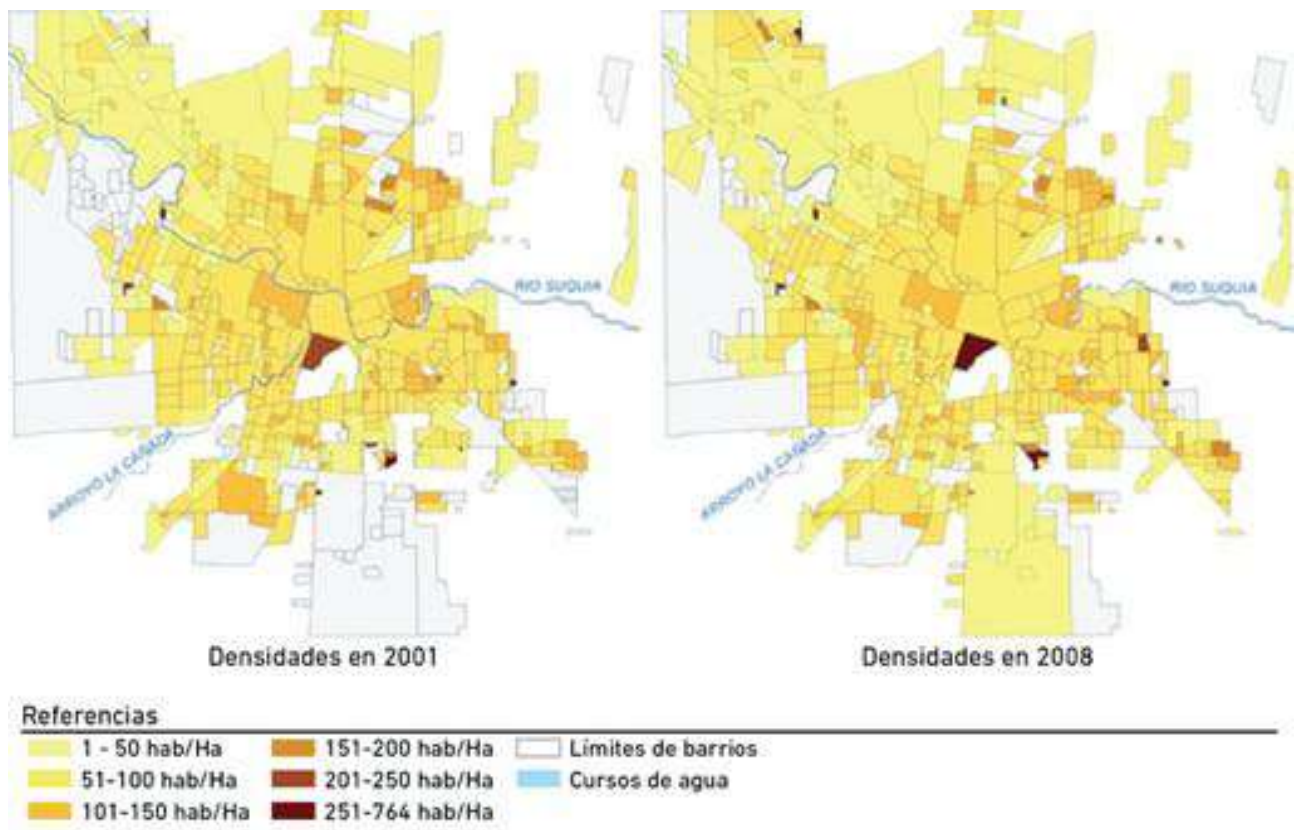 RIO SUQUIA
RIO SUQUIA
ARROYO LA CAÑADA
ARROYO LA CAÑADA
Densidades en 2001
Densidades en 2008
Referencias
1 - 50 hab/Ha
151-200 hab/Ha
Límites de barrios
51-100 hab/Ha
201-250 hab/Ha
Cursos de agua
101-150 hab/Ha
251-764 hab/Ha